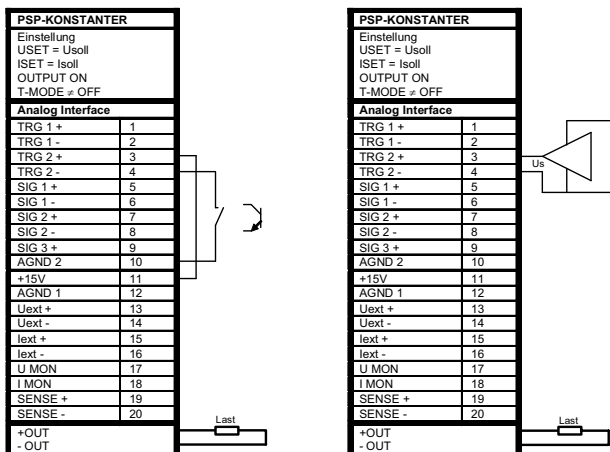 PSP-KONSTANTER
Einstellung
USET = Usoll
ISET = Isoll
OUTPUT ON
T-MODE ≠ OFF
Analog Interface
TRG 1 + 1
TRG 1 - 2
TRG 2 + 3
TRG 2 - 4
SIG 1 + 5
SIG 1 - 6
SIG 2 + 7
SIG 2 - 8
SIG 3 + 9
AGND 2 10
+15V 11
AGND 1 12
Uext + 13
Uext - 14
Iext + 15
Iext - 16
U MON 17
I MON 18
SENSE + 19
SENSE - 20
+OUT
- OUT
Last
PSP-KONSTANTER
Einstellung
USET = Usoll
ISET = Isoll
OUTPUT ON
T-MODE ≠ OFF
Analog Interface
TRG 1 + 1
TRG 1 - 2
TRG 2 + 3
TRG 2 - 4
SIG 1 + 5
SIG 1 - 6
SIG 2 + 7
SIG 2 - 8
SIG 3 + 9
AGND 2 10
+15V 11
AGND 1 12
Uext + 13
Uext - 14
Iext + 15
Iext - 16
U MON 17
I MON 18
SENSE + 19
SENSE - 20
+OUT
- OUT
Us
Last